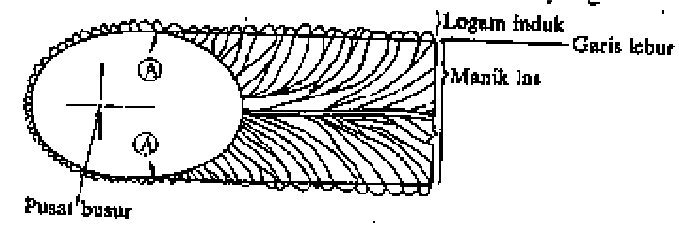 Logam induk
Garis lebur
Manik las
A
A
Pusat busur